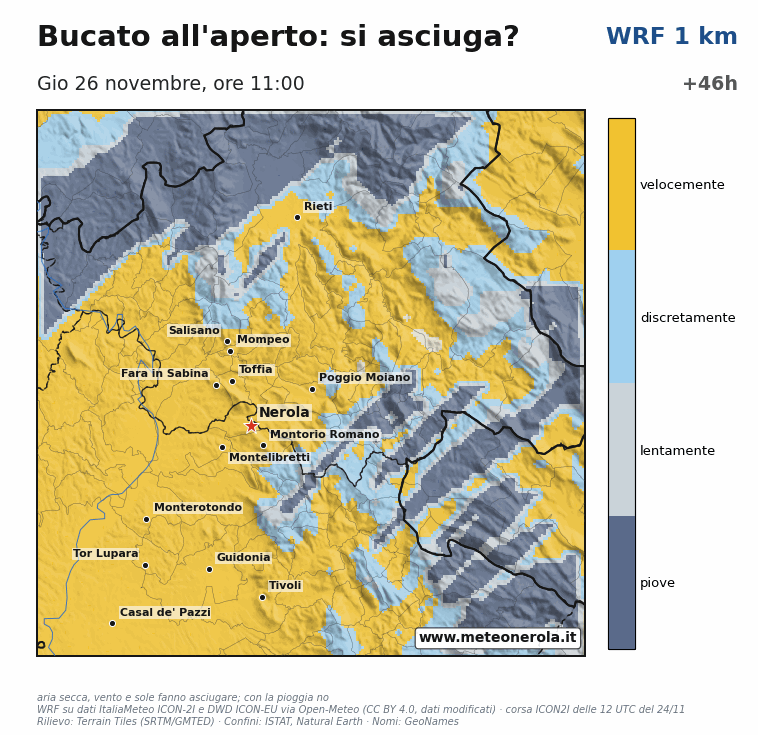 Bucato all'aperto: si asciuga?
WRF 1 km
Gio 26 novembre, ore 11:00
+46h
velocemente
discretamente
lentamente
piove
Rieti
Salisano
Mompeo
Toffia
Fara in Sabina
Poggio Moiano
Nerola
Montorio Romano
Montelibretti
Monterotondo
Tor Lupara
Guidonia
Tivoli
Casal de' Pazzi
www.meteonerola.it
aria secca, vento e sole fanno asciugare; con la pioggia no
WRF su dati ItaliaMeteo ICON-2I e DWD ICON-EU via Open-Meteo (CC BY 4.0, dati modificati) · corsa ICON2I delle 12 UTC del 24/11
Rilievo: Terrain Tiles (SRTM/GMTED) · Confini: ISTAT, Natural Earth · Nomi: GeoNames